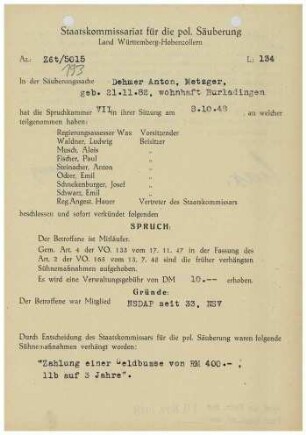 Staatskommissariat für die pol. Säuberung
Land Württemberg-Hohenzollern
Az.: Z6t/5015 L: 134
193
In der Säuberungssache Dehmer Anton, Metzger,
geb. 21.11.82, wohnhaft Burladingen
hat die Spruchkammer VII in ihrer Sitzung am 8.10.48, an welcher
teilgenommen haben:
Regierungsassessor Wax Vorsitzender
Waldner, Ludwig Beisitzer
Musch, Alois „
Fischer, Paul „
Steinacher, Anton „
Oder, Emil „
Schnekenburger, Josef „
Schwarz, Emil „
Reg.Angest. Hauer Vertreter des Staatskommissars
beschlossen und sofort verkündet folgenden
SPRUCH:
Der Betroffene ist Mitläufer.
Gem. Art. 4 der VO. 133 vom 17. 11. 47 in der Fassung des
Art. 2 der VO. 165 vom 13. 7. 48 sind die früher verhängten
Sühnemaßnahmen aufgehoben.
Es wird eine Verwaltungsgebühr von DM 10.-- erhoben.
Gründe:
Der Betroffene war Mitglied NSDAP seit 33, NSV
Durch Entscheidung des Staatskommissars für die pol. Säuberung waren folgende
Sühnemaßnahmen verhängt worden:
"Zahlung einer Geldbusse von RM 400.-- ,
11b auf 3 Jahre".